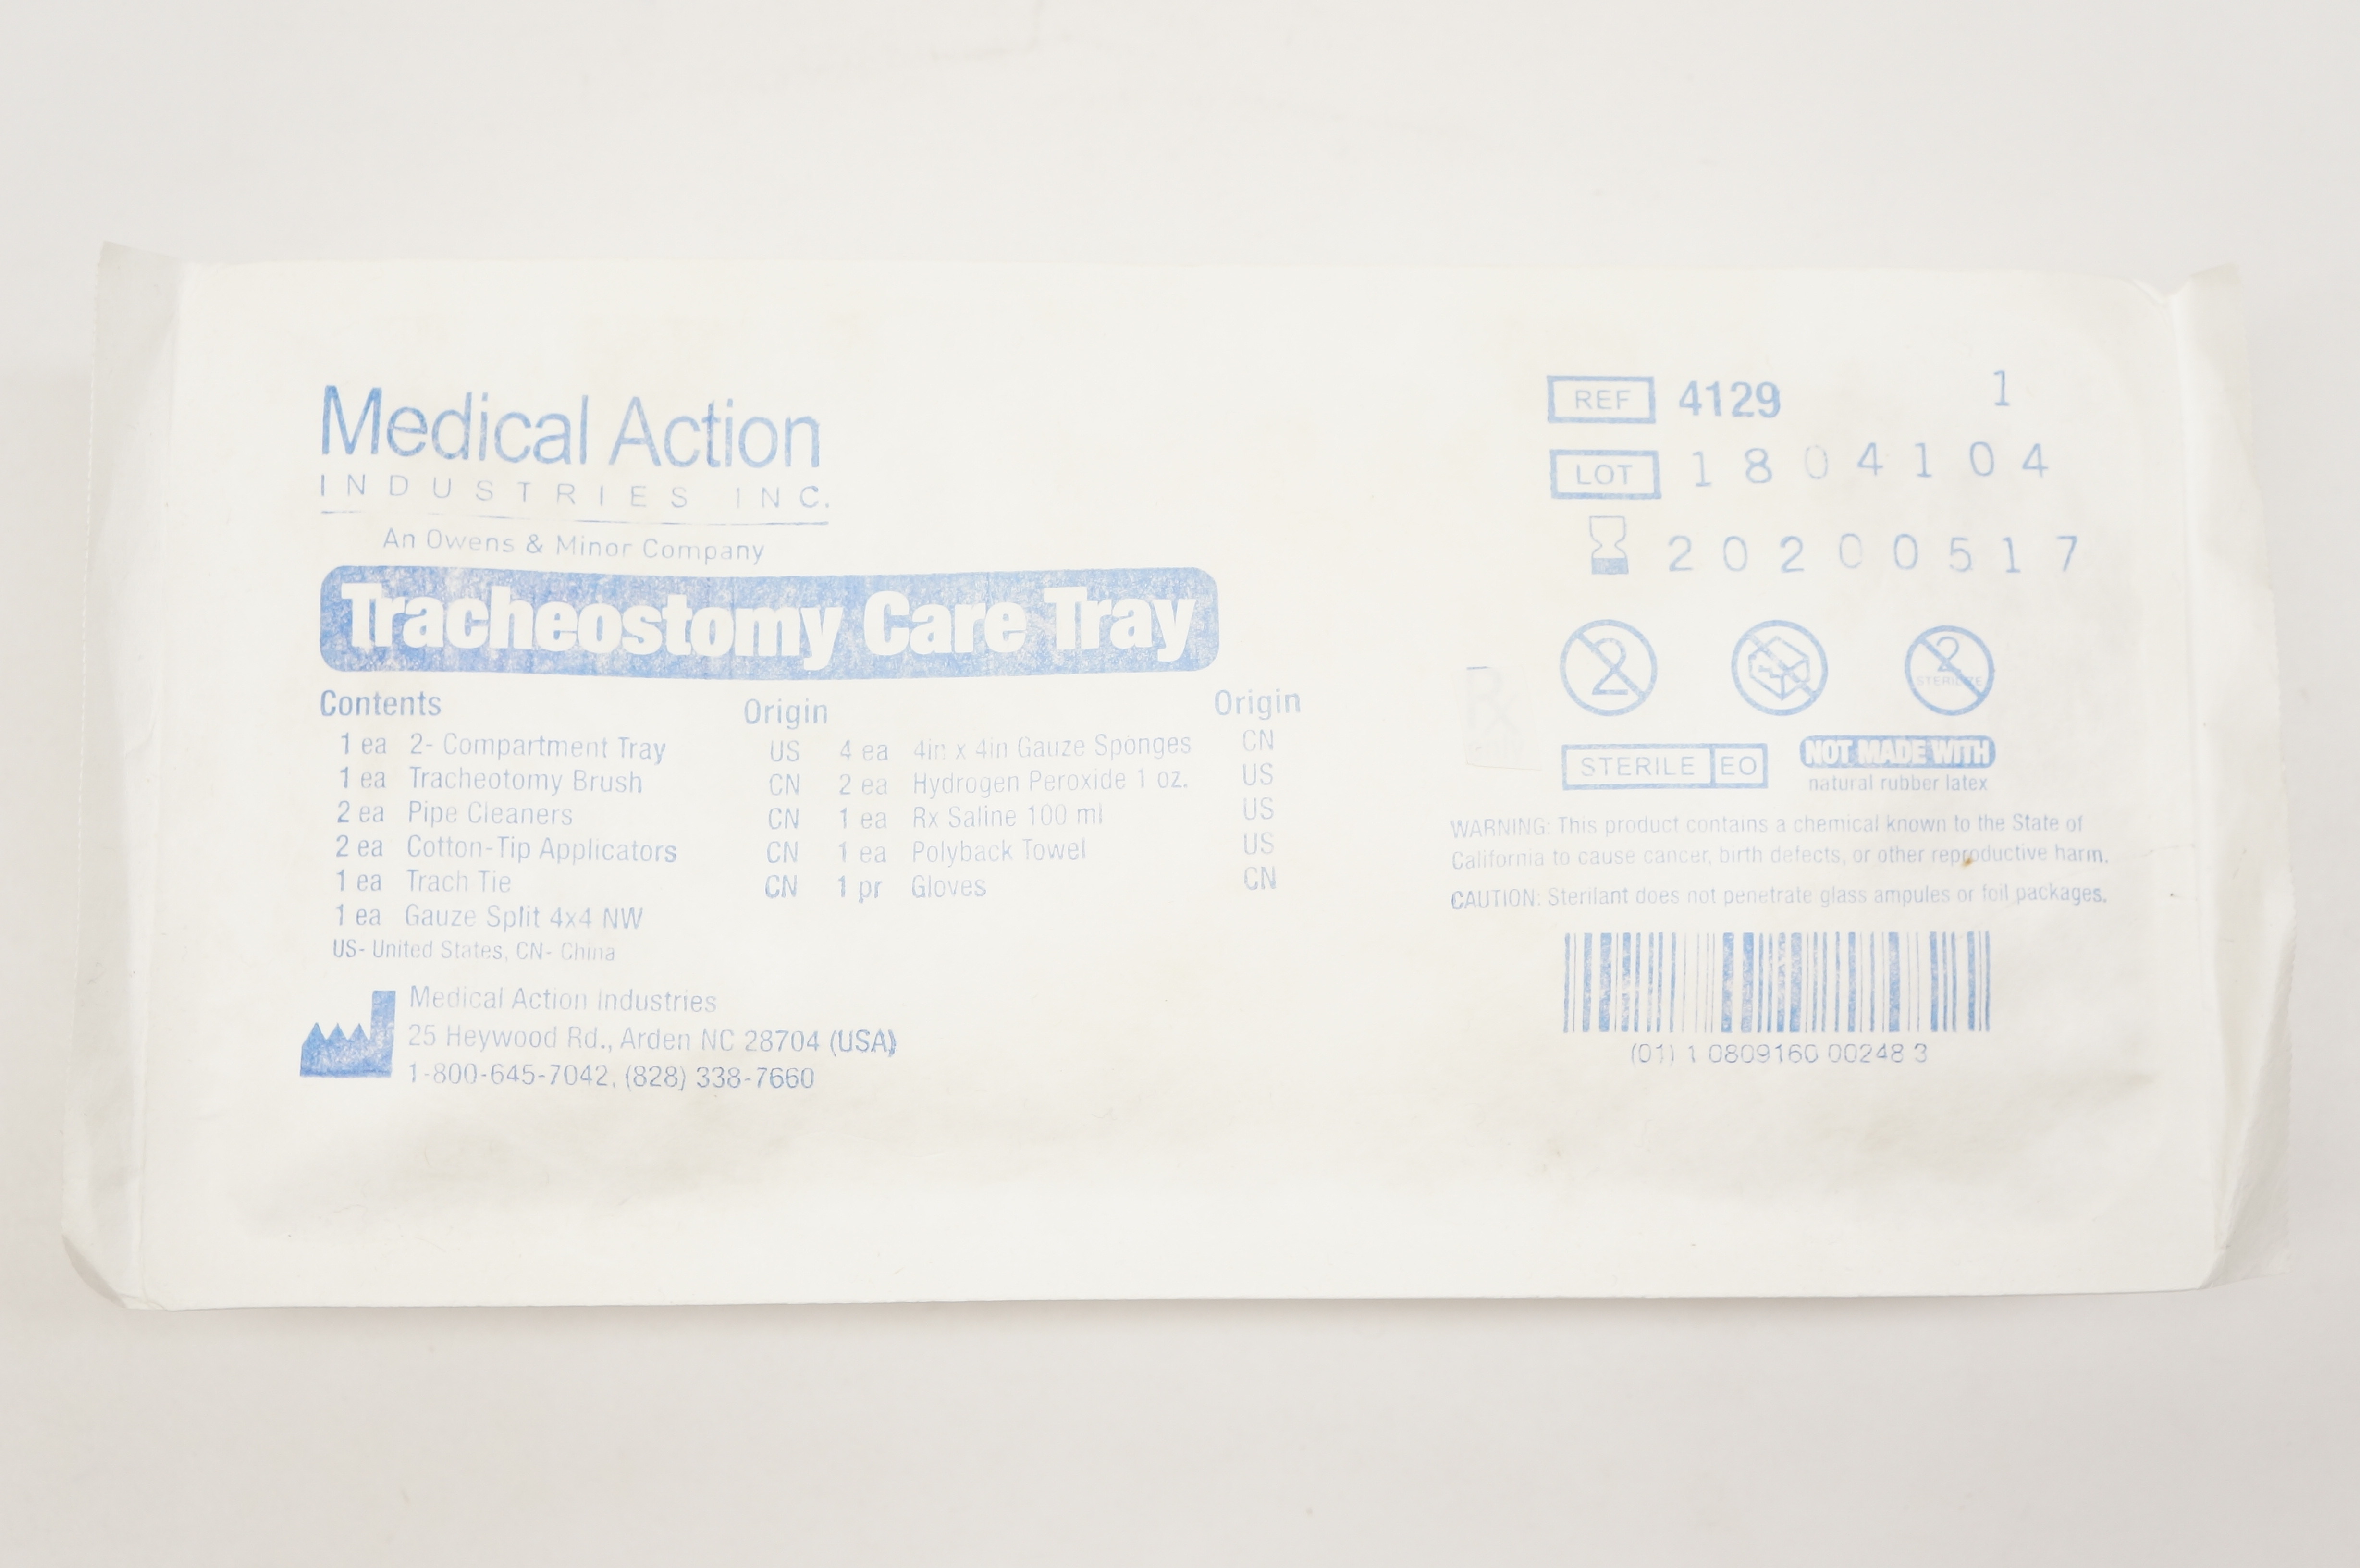 Medical Action
INDUSTRIES INC.
An Owens & Minor Company
Tracheostomy Care Tray
Contents Origin Origin
1 ea 2- Compartment Tray US 4 ea 4in x 4in Gauze Sponges CN
1 ea Tracheotomy Brush CN 2 ea Hydrogen Peroxide 1 oz. US
2 ea Pipe Cleaners CN 1 ea Rx Saline 100 ml US
2 ea Cotton-Tip Applicators CN 1 ea Polyback Towel US
1 ea Trach Tie CN 1 pr Gloves CN
1 ea Gauze Split 4x4 NW
US- United States, CN- China
Medical Action Industries
25 Heywood Rd., Arden NC 28704 (USA)
1-800-645-7042, (828) 338-7660
REF 4129 1
LOT 1804104
20200517
2 2
STERILIZE
Rx
STERILE EO NOT MADE WITH
natural rubber latex
WARNING: This product contains a chemical known to the State of
California to cause cancer, birth defects, or other reproductive harm.
CAUTION: Sterilant does not penetrate glass ampules or foil packages.
(01) 1 0809160 00248 3